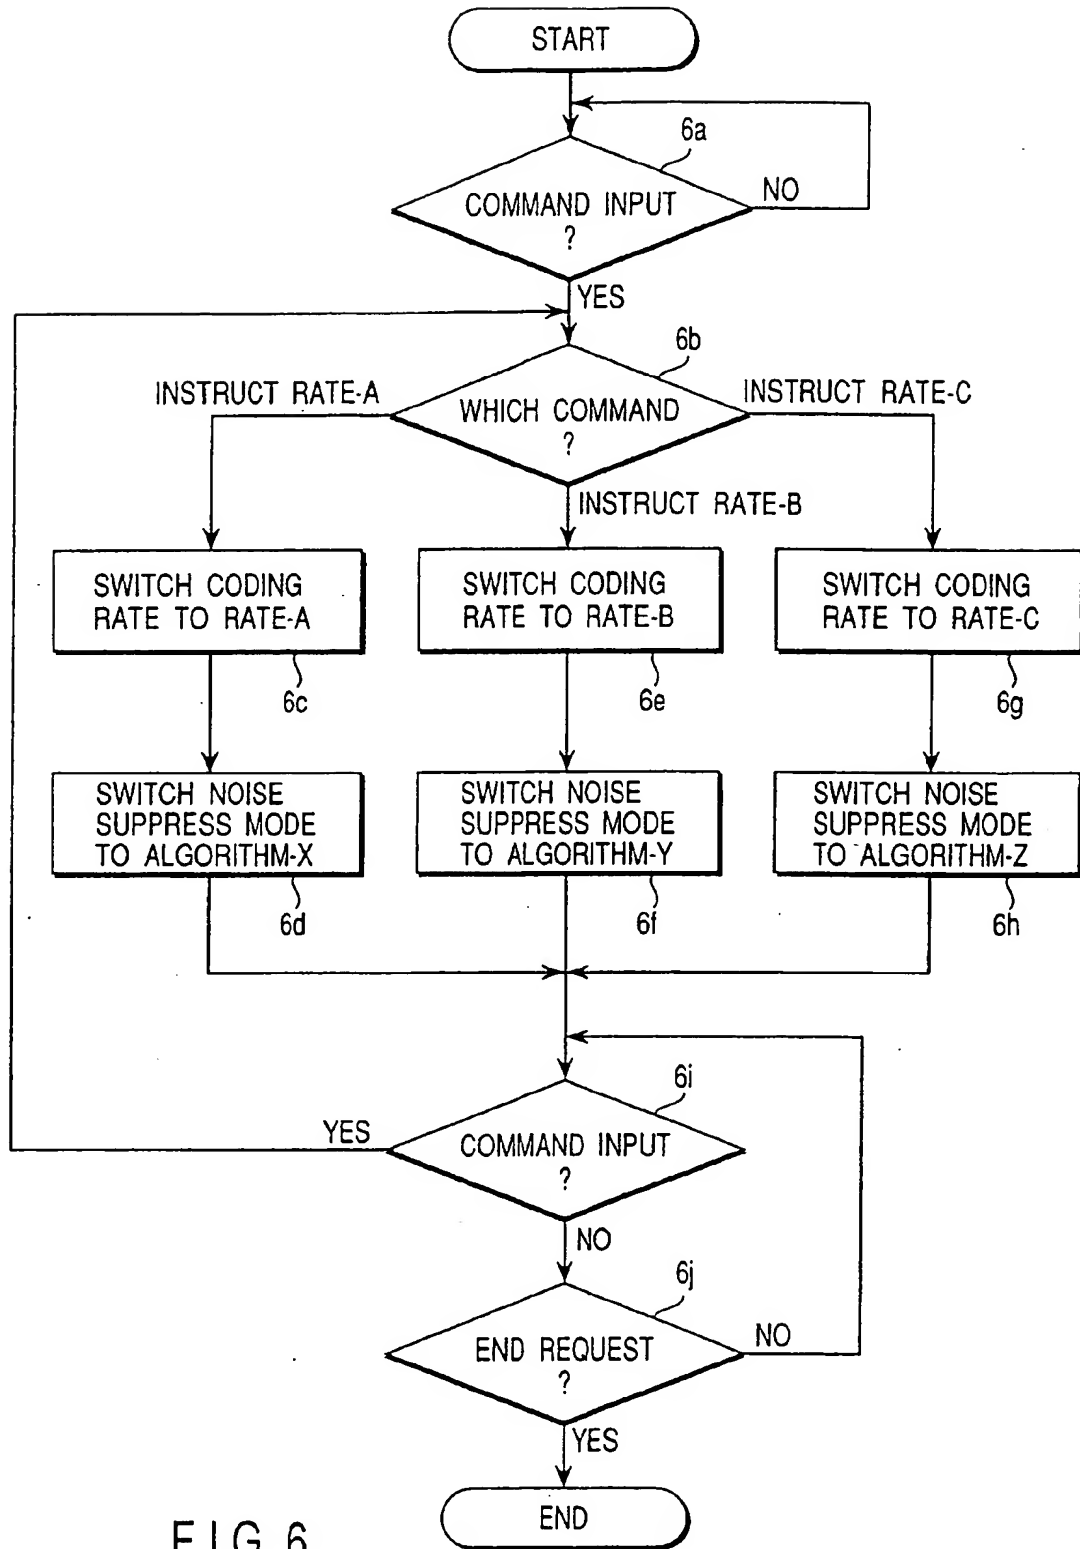 START
6a
COMMAND INPUT
?
NO
YES
6b
INSTRUCT RATE-A
WHICH COMMAND
?
INSTRUCT RATE-C
INSTRUCT RATE-B
SWITCH CODING
RATE TO RATE-A
6c
SWITCH CODING
RATE TO RATE-B
6e
SWITCH CODING
RATE TO RATE-C
6g
SWITCH NOISE
SUPPRESS MODE
TO ALGORITHM-X
6d
SWITCH NOISE
SUPPRESS MODE
TO ALGORITHM-Y
6f
SWITCH NOISE
SUPPRESS MODE
TO ALGORITHM-Z
6h
6i
YES
COMMAND INPUT
?
NO
6j
END REQUEST
?
NO
YES
END
FIG. 6